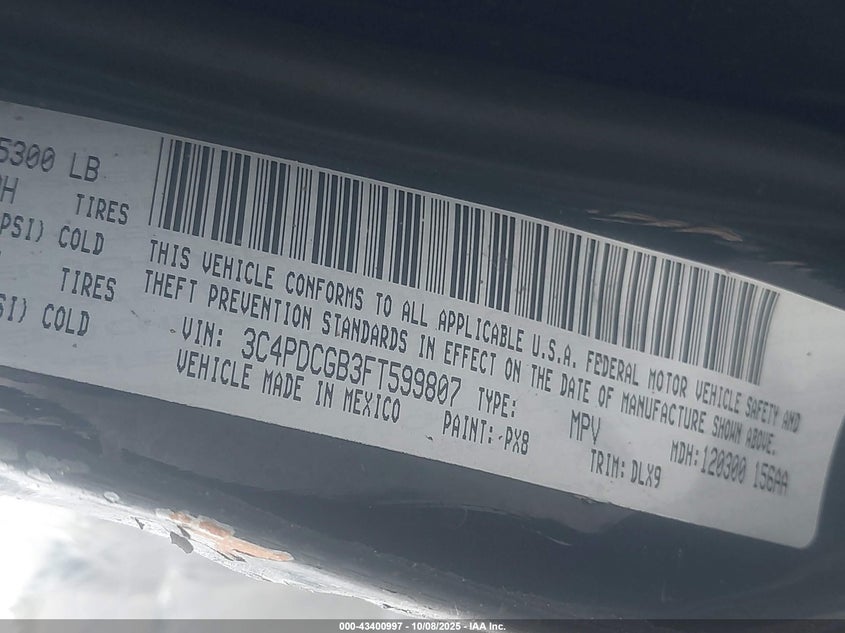 5300 LB
TIRES
PSI) COLD
TIRES
SI) COLD
THIS VEHICLE CONFORMS TO ALL APPLICABLE U.S.A. FEDERAL MOTOR VEHICLE SAFETY AND
THEFT PREVENTION STANDARDS IN EFFECT ON THE DATE OF MANUFACTURE SHOWN ABOVE.
VIN: 3C4PDCGB3FT599807 TYPE: MPV MDH: 120300 156AA
VEHICLE MADE IN MEXICO PAINT: PX8 TRIM: DLX9
000-43400997 - 10/08/2025 - IAA Inc.